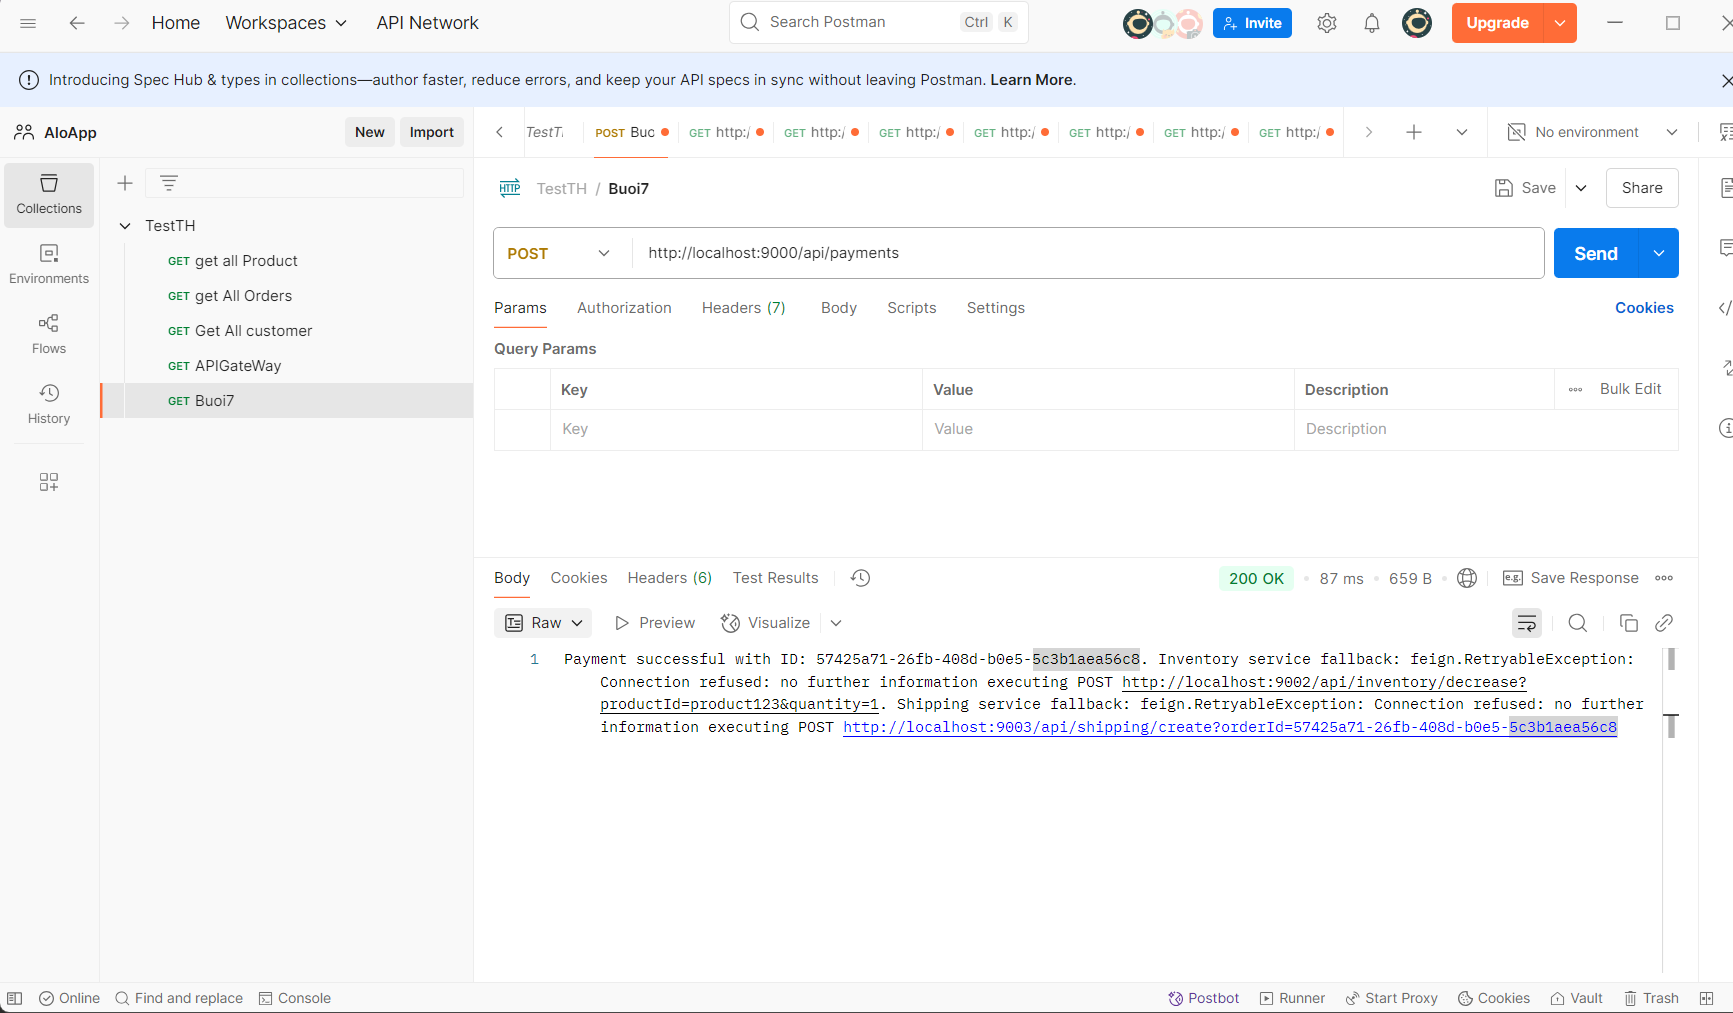 Home
Workspaces
API Network
Search Postman
Ctrl
K
Invite
Upgrade
Introducing Spec Hub & types in collections—author faster, reduce errors, and keep your API specs in sync without leaving Postman. Learn More.
AloApp
New
Import
POST Buc
GET http:/
GET http:/
GET http:/
GET http:/
GET http:/
GET http:/
GET http:/
No environment
Collections
Environments
Flows
History
TestTH
GET get all Product
GET get All Orders
GET Get All customer
GET APIGateWay
GET Buoi7
HTTP
TestTH / Buoi7
Save
Share
POST
http://localhost:9000/api/payments
Send
Params
Authorization
Headers (7)
Body
Scripts
Settings
Cookies
Query Params
Key
Value
Description
Bulk Edit
Key
Value
Description
Body
Cookies
Headers (6)
Test Results
200 OK
87 ms
659 B
e.g.
Save Response
Raw
Preview
Visualize
1
Payment successful with ID: 57425a71-26fb-408d-b0e5-5c3b1aea56c8. Inventory service fallback: feign.RetryableException:
Connection refused: no further information executing POST http://localhost:9002/api/inventory/decrease?
productId=product123&quantity=1. Shipping service fallback: feign.RetryableException: Connection refused: no further
information executing POST http://localhost:9003/api/shipping/create?orderId=57425a71-26fb-408d-b0e5-5c3b1aea56c8
Online
Find and replace
Console
Postbot
Runner
Start Proxy
Cookies
Vault
Trash